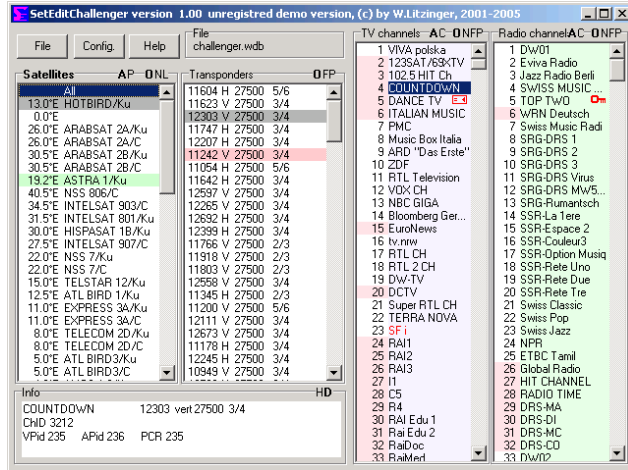 SetEditChallenger version 1.00 unregistred demo version, (c) by W.Litzinger, 2001-2005
File Config. Help
File
challenger.wdb
Satellites AP ONL
All
13.0°E HOTBIRD/Ku
0.0°E
26.0°E ARABSAT 2A/Ku
26.0°E ARABSAT 2A/C
30.5°E ARABSAT 2B/Ku
30.5°E ARABSAT 2B/C
19.2°E ASTRA 1/Ku
40.5°E NSS 806/C
34.5°E INTELSAT 903/C
31.5°E INTELSAT 801/Ku
30.0°E HISPASAT 1B/Ku
27.5°E INTELSAT 907/C
22.0°E NSS 7/Ku
22.0°E NSS 7/C
15.0°E TELSTAR 12/Ku
12.5°E ATL BIRD 1/Ku
11.0°E EXPRESS 3A/Ku
11.0°E EXPRESS 3A/C
8.0°E TELECOM 2D/Ku
8.0°E TELECOM 2D/C
5.0°E ATL BIRD3/Ku
5.0°E ATL BIRD3/C
Transponders OFP
11604 H 27500 5/6
11623 V 27500 3/4
12303 V 27500 3/4
11747 H 27500 3/4
12207 H 27500 3/4
11242 V 27500 3/4
11054 H 27500 5/6
11642 H 27500 3/4
12597 V 27500 3/4
12265 V 27500 3/4
12692 H 27500 3/4
12399 H 27500 3/4
11766 V 27500 2/3
11918 V 27500 2/3
11803 V 27500 2/3
12558 V 27500 3/4
11345 H 27500 2/3
11200 V 27500 5/6
12111 V 27500 3/4
12673 V 27500 3/4
11178 H 27500 3/4
12245 H 27500 3/4
10949 V 27500 3/4
TV channels AC ONFP
1 VIVA polska
2 123SAT/69XTV
3 102.5 HIT Ch
4 COUNTDOWN
5 DANCE TV
6 ITALIAN MUSIC
7 PMC
8 Music Box Italia
9 ARD "Das Erste"
10 ZDF
11 RTL Television
12 VOX CH
13 NBC GIGA
14 Bloomberg Ger...
15 EuroNews
16 tv.nrw
17 RTL CH
18 RTL 2 CH
19 DW-TV
20 DCTV
21 Super RTL CH
22 TERRA NOVA
23 SF i
24 RAI1
25 RAI2
26 RAI3
27 I1
28 C5
29 R4
30 RAI Edu 1
31 Rai Edu 2
32 RaiDoc
33 RaiMed
Radio channels AC ONFP
1 DW01
2 Eviva Radio
3 Jazz Radio Berli
4 SWISS MUSIC ...
5 TOP TWO
6 WRN Deutsch
7 Swiss Music Radi
8 SRG-DRS 1
9 SRG-DRS 2
10 SRG-DRS 3
11 SRG-DRS Virus
12 SRG-DRS MW5...
13 SRG-Rumantsch
14 SSR-La 1ere
15 SSR-Espace 2
16 SSR-Couleur3
17 SSR-Option Musiq
18 SSR-Rete Uno
19 SSR-Rete Due
20 SSR-Rete Tre
21 Swiss Classic
22 Swiss Pop
23 Swiss Jazz
24 NPR
25 ETBC Tamil
26 Global Radio
27 HIT CHANNEL
28 RADIO TIME
29 DRS-MA
30 DRS-DI
31 DRS-MC
32 DRS-CO
33 DW02
Info HD
COUNTDOWN 12303 vert 27500 3/4
ChID 3212
VPid 235 APid 236 PCR 235